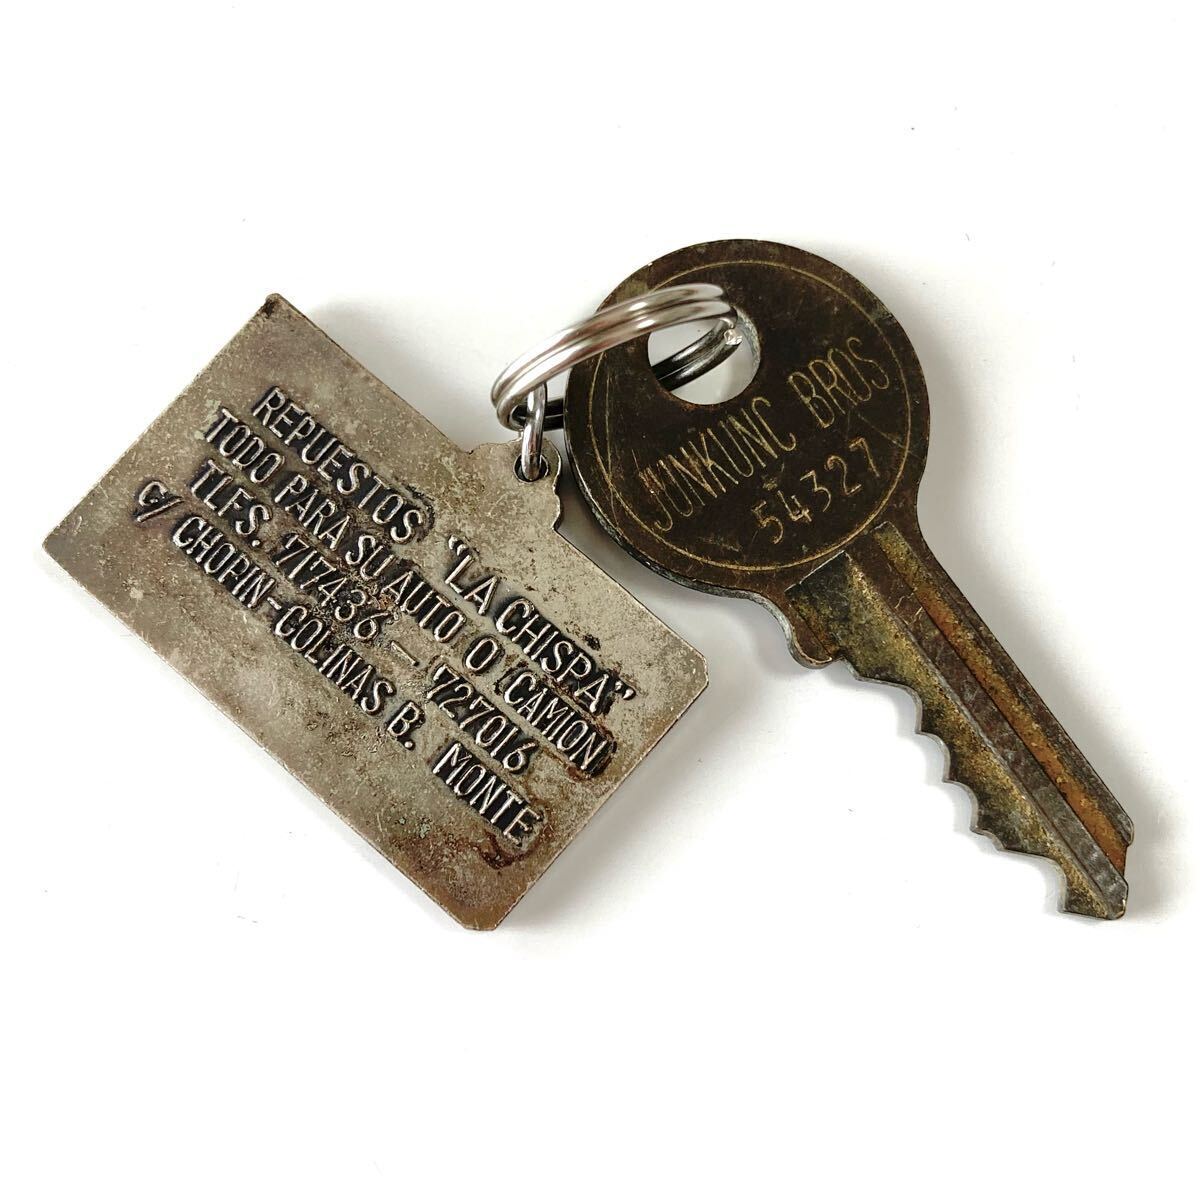 REPUESTOS "LA CHISPA"
TODO PARA SU AUTO O CAMION
TLFS. 717436 - 727016
C/ CHOPIN-COLINAS B. MONTE
JUNKUNC BROS
54327